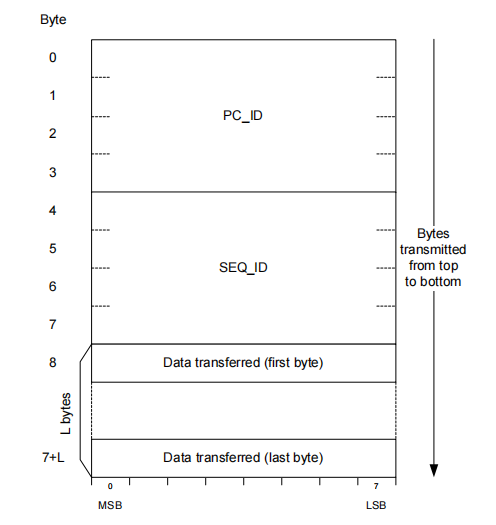 Byte
0
1
PC_ID
2
3
4
Bytes
transmitted
from top
to bottom
5
SEQ_ID
6
7
8
Data transferred (first byte)
L bytes
7+L
Data transferred (last byte)
0
7
MSB
LSB